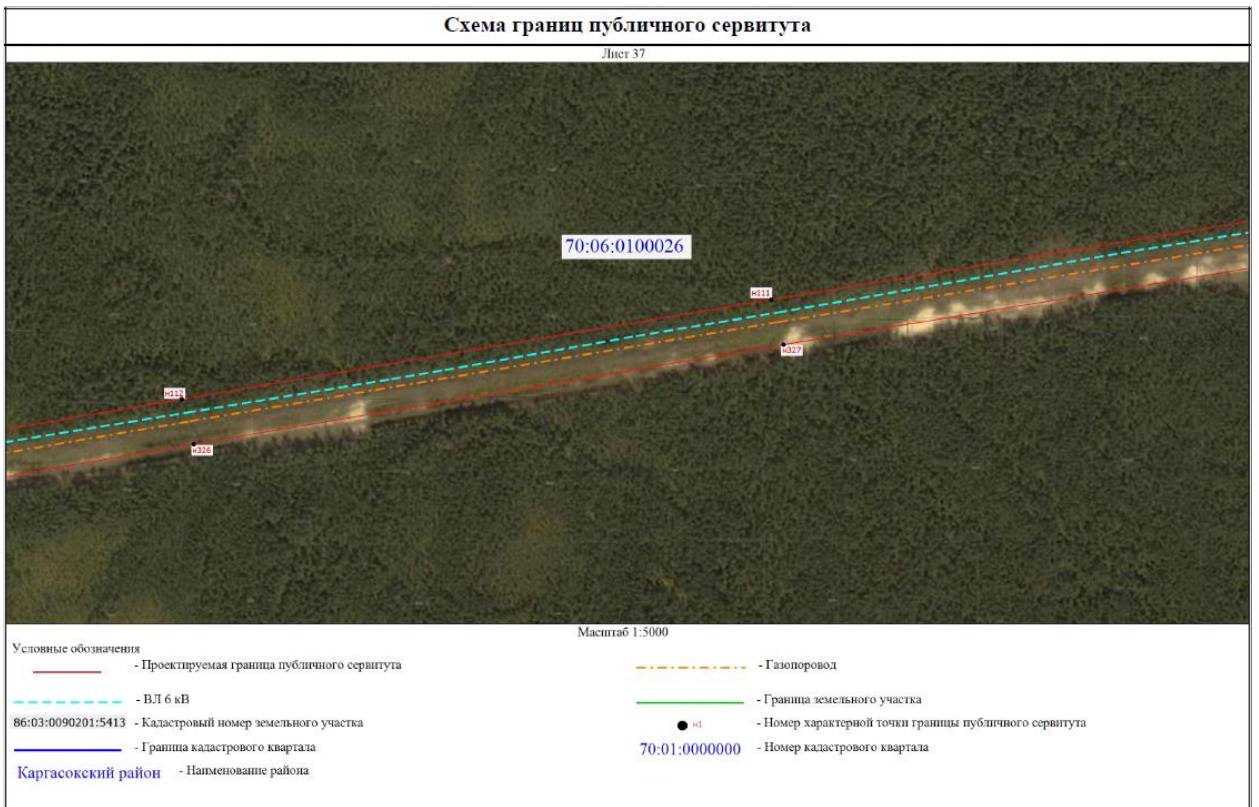 Схема границ публичного сервитута
Лист 37
70:06:0100026
н111
н327
н112
н326
Масштаб 1:5000
Условные обозначения
- Проектируемая граница публичного сервитута
- Газопоровод
- ВЛ 6 кВ
- Граница земельного участка
86:03:0090201:5413 - Кадастровый номер земельного участка
н1 - Номер характерной точки границы публичного сервитута
- Граница кадастрового квартала
70:01:0000000 - Номер кадастрового квартала
Каргасокский район - Наименование района